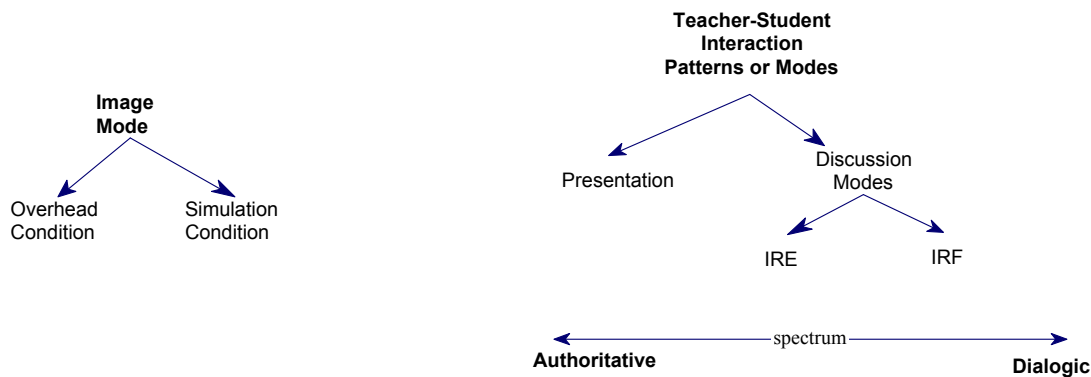 Image
Mode
Overhead
Condition
Simulation
Condition
Teacher-Student
Interaction
Patterns or Modes
Presentation
Discussion
Modes
IRE
IRF
spectrum
Authoritative
Dialogic